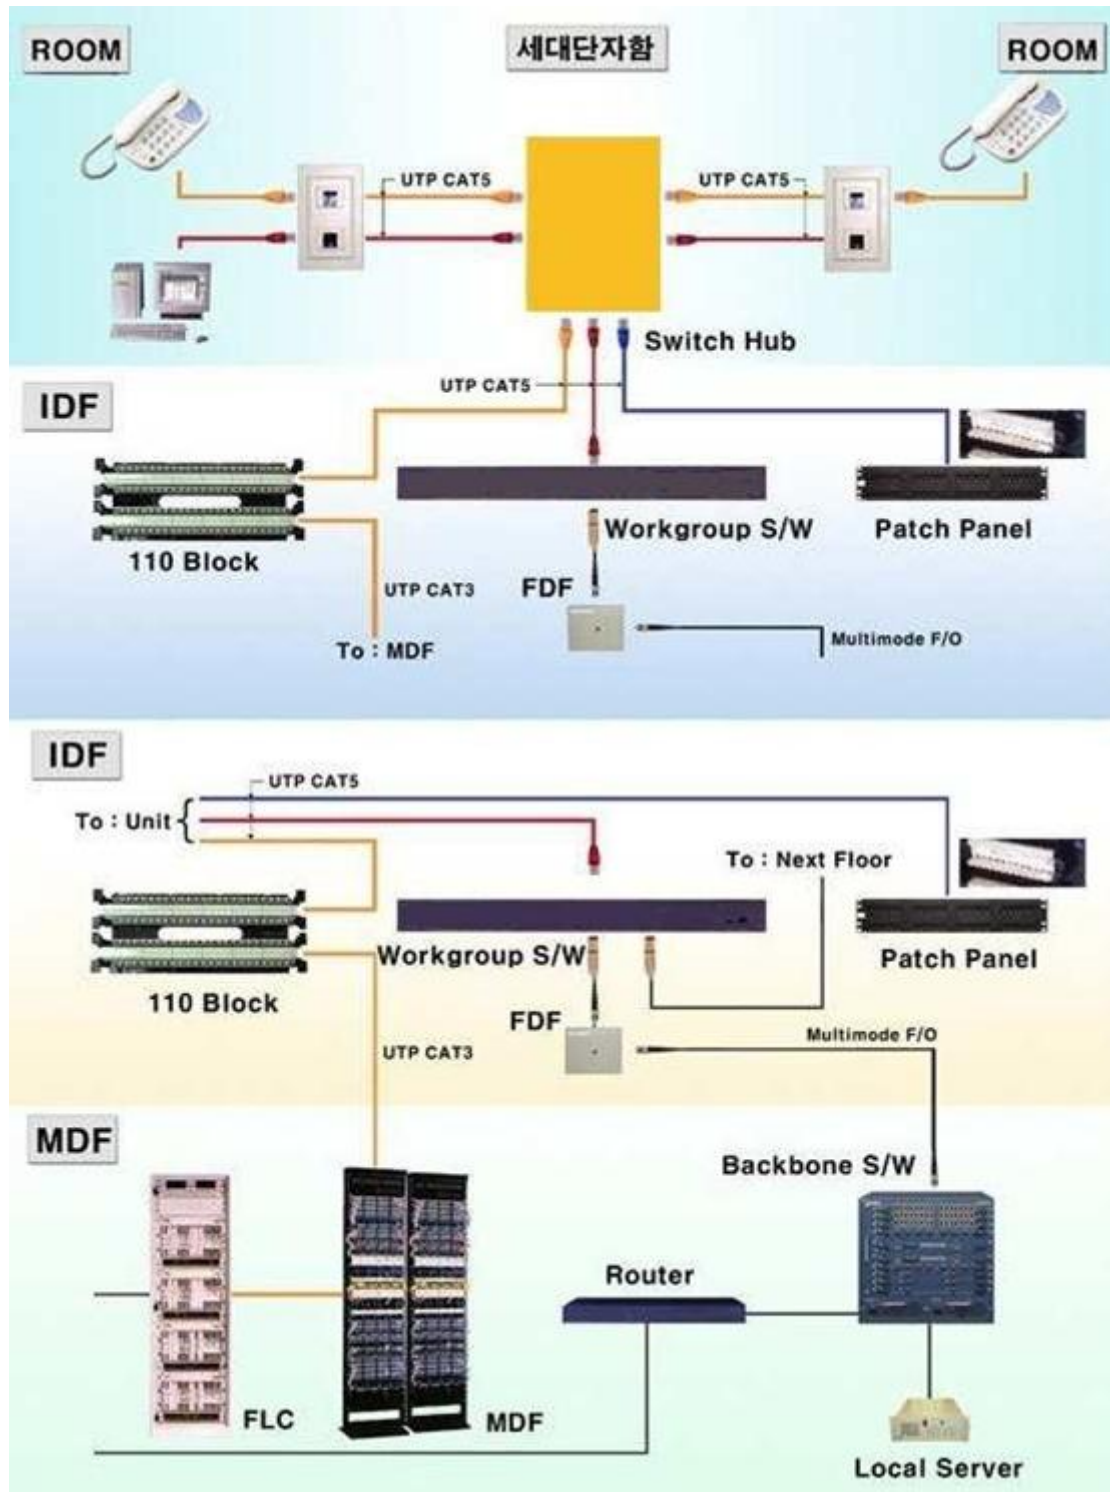 ROOM
세대단자함
ROOM
UTP CAT5
UTP CAT5
Switch Hub
UTP CAT5
IDF
110 Block
Workgroup S/W
Patch Panel
UTP CAT3
FDF
To : MDF
Multimode F/O
IDF
UTP CAT5
To : Unit
To : Next Floor
Workgroup S/W
Patch Panel
110 Block
FDF
UTP CAT3
Multimode F/O
MDF
Backbone S/W
Router
FLC
MDF
Local Server